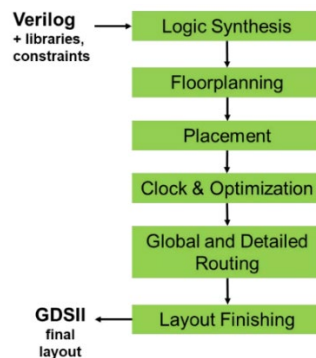 Verilog
+ libraries,
constraints
Logic Synthesis
Floorplanning
Placement
Clock & Optimization
Global and Detailed
Routing
GDSII
final
layout
Layout Finishing